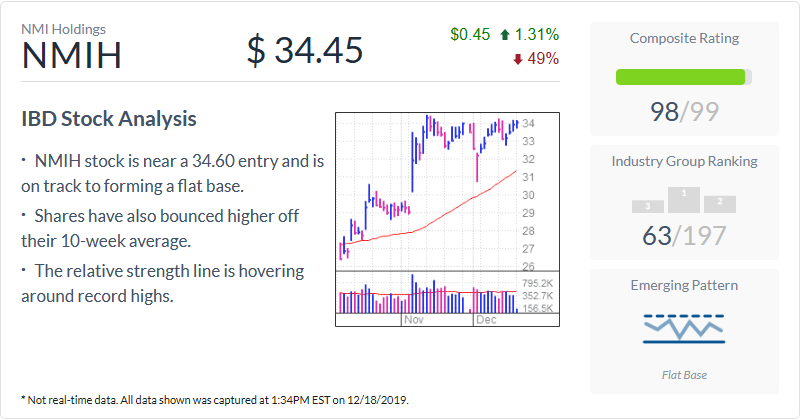 NMI Holdings
NMIH
$ 34.45
$0.45 1.31%
49%
IBD Stock Analysis
· NMIH stock is near a 34.60 entry and is
on track to forming a flat base.
· Shares have also bounced higher off
their 10-week average.
· The relative strength line is hovering
around record highs.
34
33
32
31
30
29
28
27
26
795.2K
352.7K
156.5K
Nov
Dec
Composite Rating
98/99
Industry Group Ranking
3
1
2
63/197
Emerging Pattern
Flat Base
* Not real-time data. All data shown was captured at 1:34PM EST on 12/18/2019.